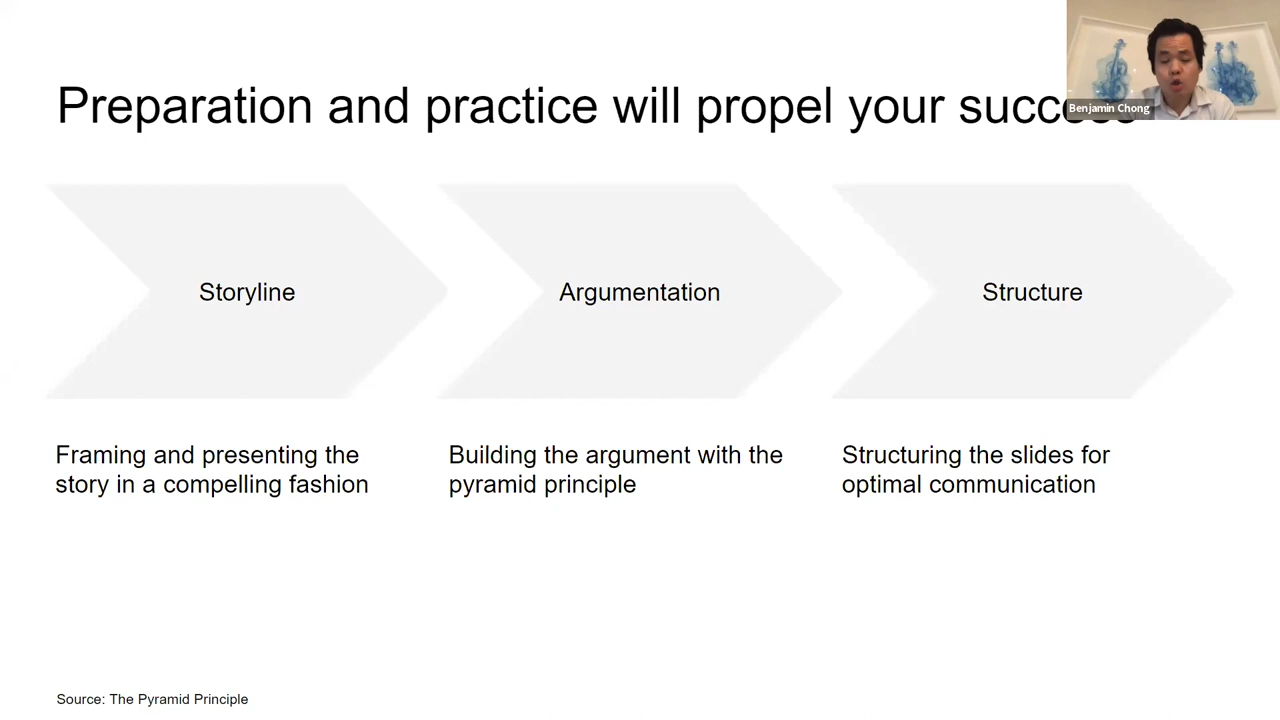 Preparation and practice will propel your
Benjamin Chong
Storyline
Argumentation
Structure
Framing and presenting the
story in a compelling fashion
Building the argument with the
pyramid principle
Structuring the slides for
optimal communication
Source: The Pyramid Principle